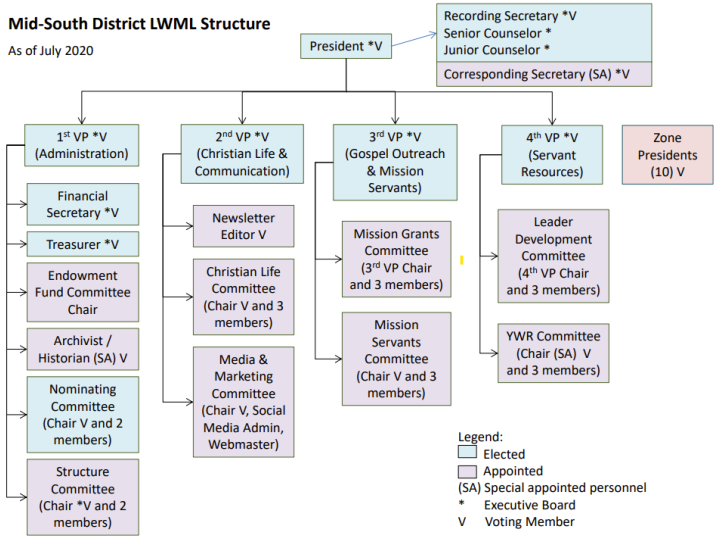 Mid-South District LWML Structure
As of July 2020
President *V
Recording Secretary *V
Senior Counselor *
Junior Counselor *
Corresponding Secretary (SA) *V
1st VP *V
(Administration)
Financial
Secretary *V
Treasurer *V
Endowment
Fund Committee
Chair
Archivist /
Historian (SA) V
Nominating
Committee
(Chair V and 2
members)
Structure
Committee
(Chair *V and 2
members)
2nd VP *V
(Christian Life &
Communication)
Newsletter
Editor V
Christian Life
Committee
(Chair V and 3
members)
Media &
Marketing
Committee
(Chair V, Social
Media Admin,
Webmaster)
3rd VP *V
(Gospel Outreach
& Mission
Servants)
Mission Grants
Committee
(3rd VP Chair
and 3 members)
Mission
Servants
Committee
(Chair V and 3
members)
4th VP *V
(Servant
Resources)
Leader
Development
Committee
(4th VP Chair
and 3 members)
YWR Committee
(Chair (SA) V
and 3 members)
Zone
Presidents
(10) V
Legend:
Elected
Appointed
(SA) Special appointed personnel
* Executive Board
V Voting Member